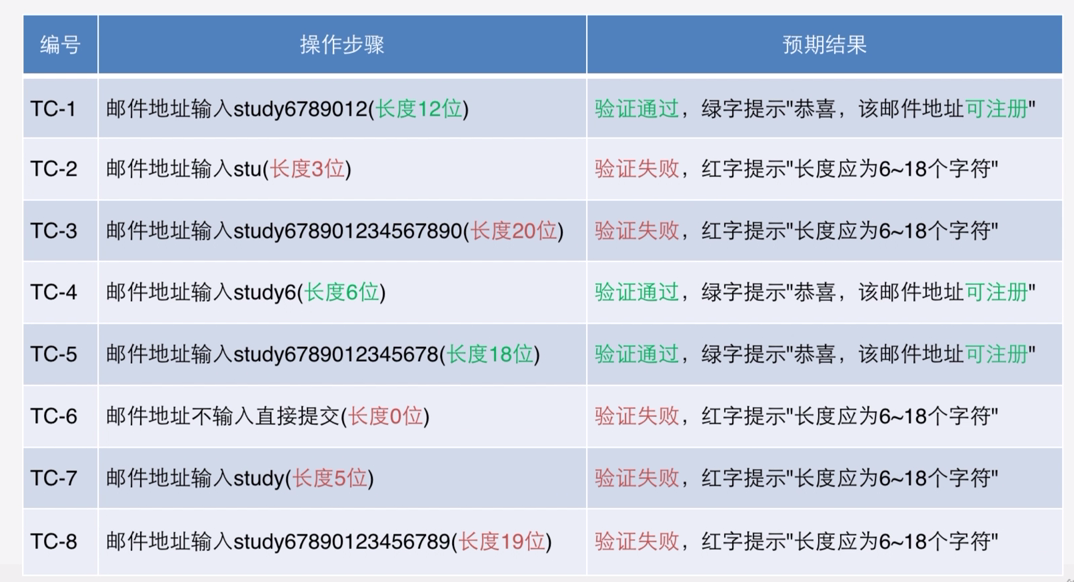 编号 操作步骤 预期结果
TC-1 邮件地址输入study6789012(长度12位) 验证通过，绿字提示"恭喜，该邮件地址可注册"
TC-2 邮件地址输入stu(长度3位) 验证失败，红字提示"长度应为6~18个字符"
TC-3 邮件地址输入study678901234567890(长度20位) 验证失败，红字提示"长度应为6~18个字符"
TC-4 邮件地址输入study6(长度6位) 验证通过，绿字提示"恭喜，该邮件地址可注册"
TC-5 邮件地址输入study6789012345678(长度18位) 验证通过，绿字提示"恭喜，该邮件地址可注册"
TC-6 邮件地址不输入直接提交(长度0位) 验证失败，红字提示"长度应为6~18个字符"
TC-7 邮件地址输入study(长度5位) 验证失败，红字提示"长度应为6~18个字符"
TC-8 邮件地址输入study67890123456789(长度19位) 验证失败，红字提示"长度应为6~18个字符"